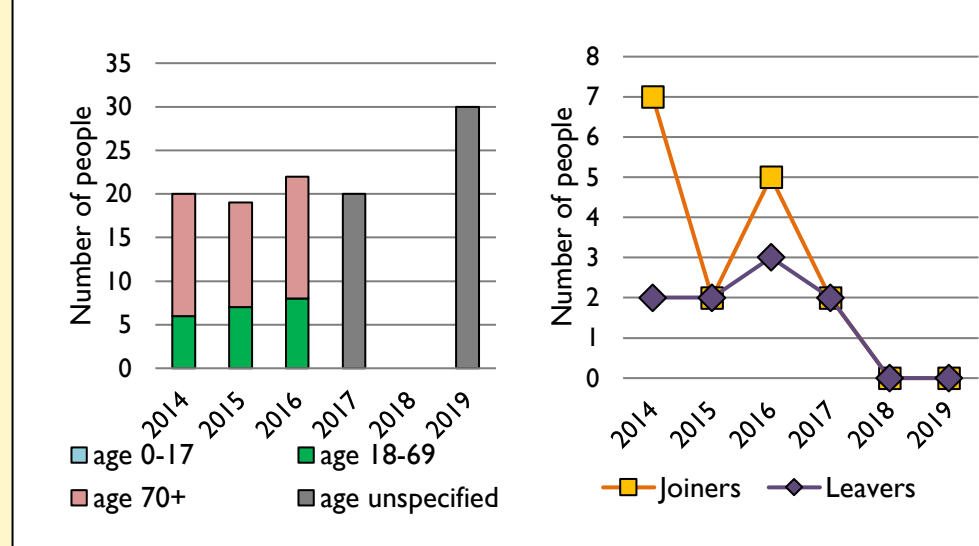 Number of people
35
30
25
20
15
10
5
0
2014 2015 2016 2017 2018 2019
age 0-17 age 18-69
age 70+ age unspecified
Number of people
8
7
6
5
4
3
2
1
0
2014 2015 2016 2017 2018 2019
Joiners Leavers